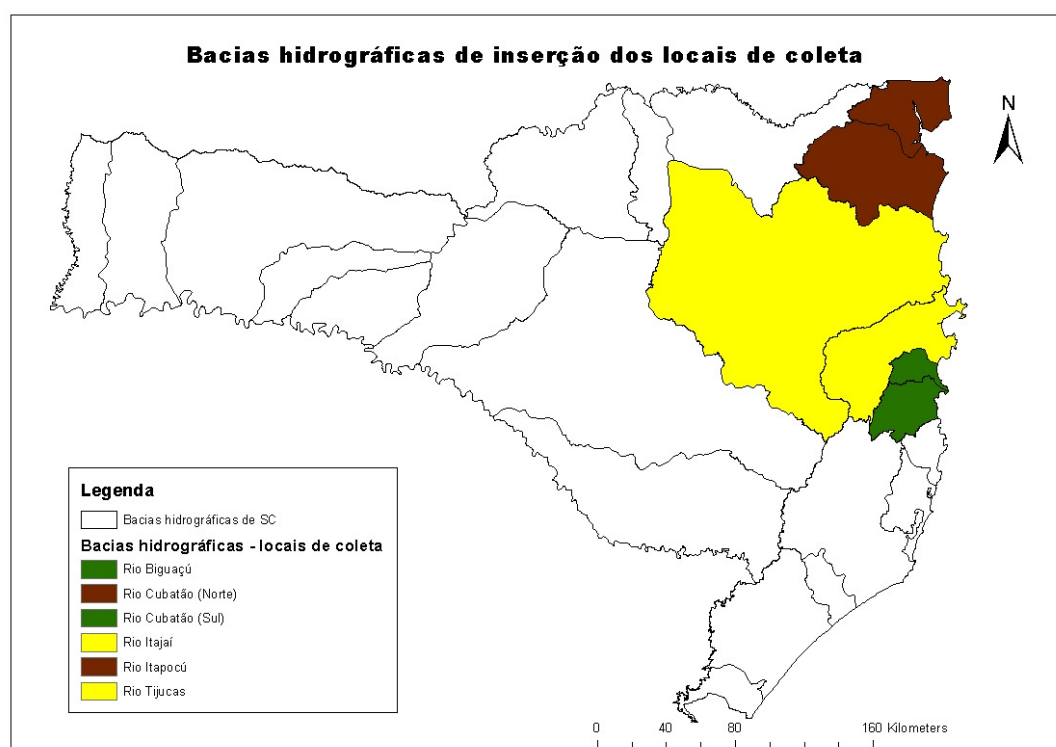 Bacias hidrográficas de inserção dos locais de coleta
N
Legenda
Bacias hidrográficas de SC
Bacias hidrográficas - locais de coleta
Rio Biguaçú
Rio Cubatão (Norte)
Rio Cubatão (Sul)
Rio Itajaí
Rio Itapocú
Rio Tijucas
0 40 80 160 Kilometers